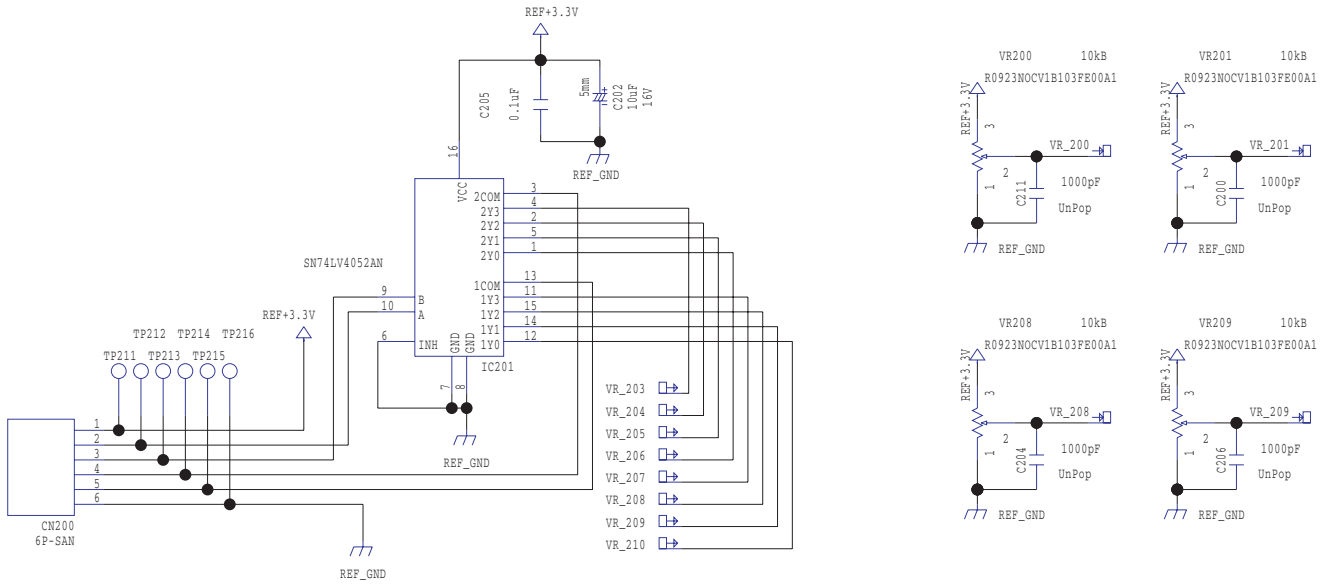 REF+3.3V
C205
0.1uF
5mm
C202
10uF
16V
REF_GND
16
VCC
SN74LV4052AN
2COM 3
2Y3 4
2Y2 2
2Y1 5
2Y0 1
1COM 13
1Y3 11
1Y2 15
1Y1 14
1Y0 12
9 B
10 A
6 INH
GND GND
7 8
IC201
REF_GND
REF+3.3V
TP212 TP214 TP216
TP211 TP213 TP215
1
2
3
4
5
6
CN200
6P-SAN
REF_GND
VR_203
VR_204
VR_205
VR_206
VR_207
VR_208
VR_209
VR_210
VR200 10kB
R0923NOCV1B103FE00A1
REF+3.3V
3
VR_200
2
1
C211
1000pF
UnPop
REF_GND
VR201 10kB
R0923NOCV1B103FE00A1
REF+3.3V
3
VR_201
2
1
C200
1000pF
UnPop
REF_GND
VR208 10kB
R0923NOCV1B103FE00A1
REF+3.3V
3
VR_208
2
1
C204
1000pF
UnPop
REF_GND
VR209 10kB
R0923NOCV1B103FE00A1
REF+3.3V
3
VR_209
2
1
C206
1000pF
UnPop
REF_GND